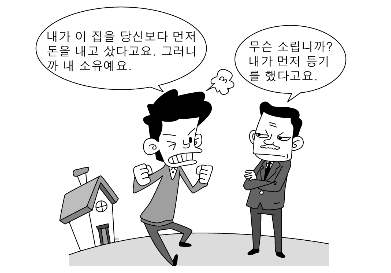 내가 이 집을 당신보다 먼저
돈을 내고 샀다고요. 그러니
까 내 소유예요.
무슨 소립니까?
내가 먼저 등기
를 했다고요.